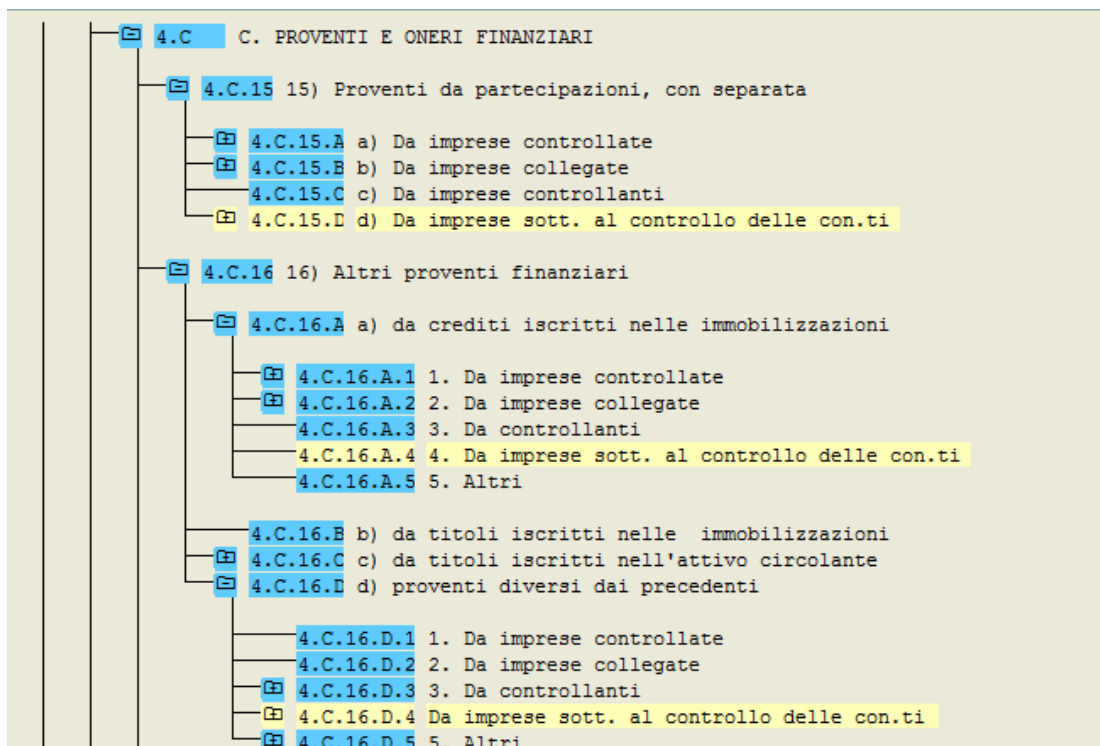 4.C C. PROVENTI E ONERI FINANZIARI
4.C.15 15) Proventi da partecipazioni, con separata
4.C.15.A a) Da imprese controllate
4.C.15.B b) Da imprese collegate
4.C.15.C c) Da imprese controllanti
4.C.15.D d) Da imprese sott. al controllo delle con.ti
4.C.16 16) Altri proventi finanziari
4.C.16.A a) da crediti iscritti nelle immobilizzazioni
4.C.16.A.1 1. Da imprese controllate
4.C.16.A.2 2. Da imprese collegate
4.C.16.A.3 3. Da controllanti
4.C.16.A.4 4. Da imprese sott. al controllo delle con.ti
4.C.16.A.5 5. Altri
4.C.16.B b) da titoli iscritti nelle immobilizzazioni
4.C.16.C c) da titoli iscritti nell'attivo circolante
4.C.16.D d) proventi diversi dai precedenti
4.C.16.D.1 1. Da imprese controllate
4.C.16.D.2 2. Da imprese collegate
4.C.16.D.3 3. Da controllanti
4.C.16.D.4 Da imprese sott. al controllo delle con.ti
4.C.16.D.5 5. Altri